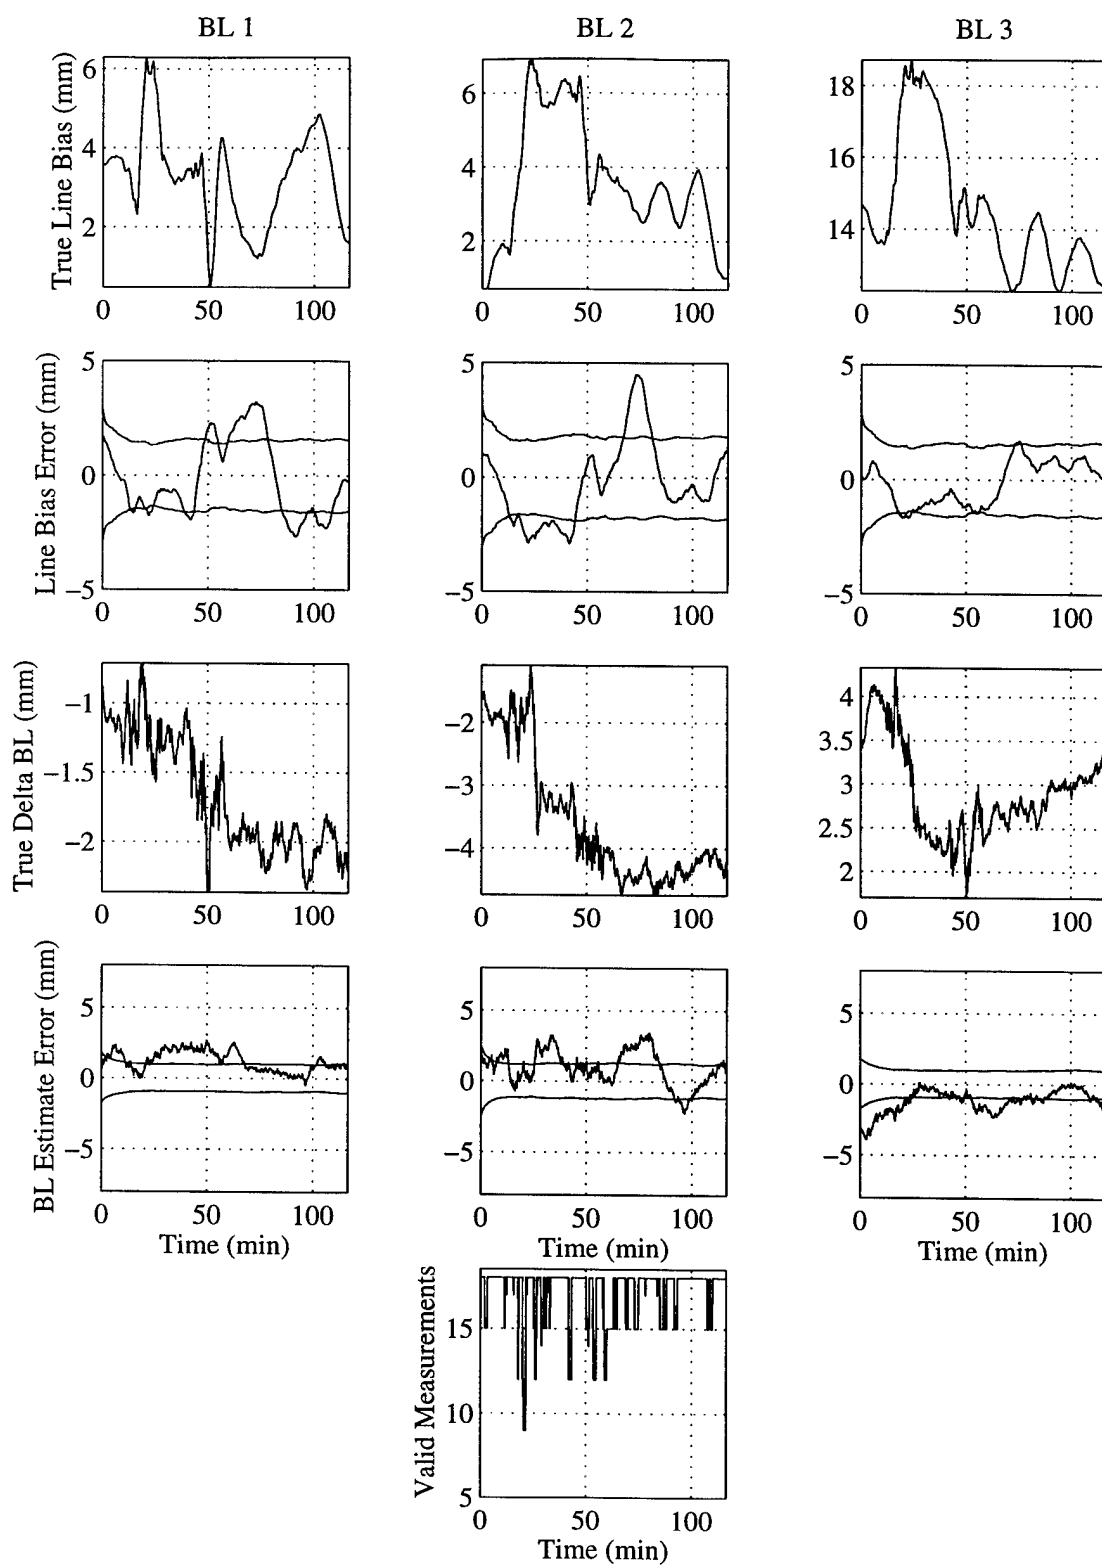 BL 1
BL 2
BL 3
True Line Bias (mm)
6
4
2
0 50 100
6
4
2
0 50 100
18
16
14
0 50 100
Line Bias Error (mm)
5
0
−5
0 50 100
5
0
−5
0 50 100
5
0
−5
0 50 100
True Delta BL (mm)
−1
−1.5
−2
0 50 100
−2
−3
−4
0 50 100
4
3.5
3
2.5
2
0 50 100
BL Estimate Error (mm)
5
0
−5
0 50 100
Time (min)
5
0
−5
0 50 100
Time (min)
5
0
−5
0 50 100
Time (min)
Valid Measurements
15
10
5
0 50 100
Time (min)